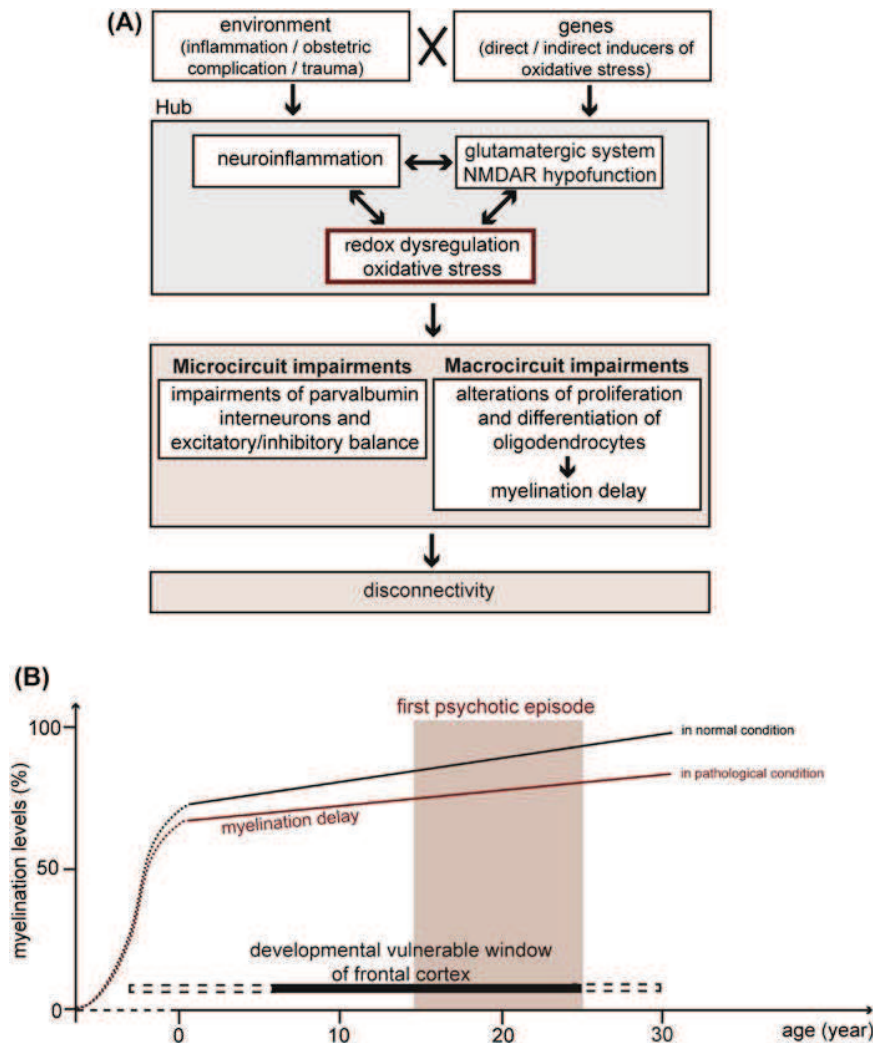 (A)
environment
(inflammation / obstetric
complication / trauma)
X
genes
(direct / indirect inducers of
oxidative stress)
Hub
neuroinflammation
glutamatergic system
NMDAR hypofunction
redox dysregulation
oxidative stress
Microcircuit impairments
impairments of parvalbumin
interneurons and
excitatory/inhibitory balance
Macrocircuit impairments
alterations of proliferation
and differentiation of
oligodendrocytes
myelination delay
disconnectivity
(B)
first psychotic episode
100
in normal condition
in pathological condition
myelination delay
myelination levels (%)
50
developmental vulnerable window
of frontal cortex
0
0
10
20
30
age (year)